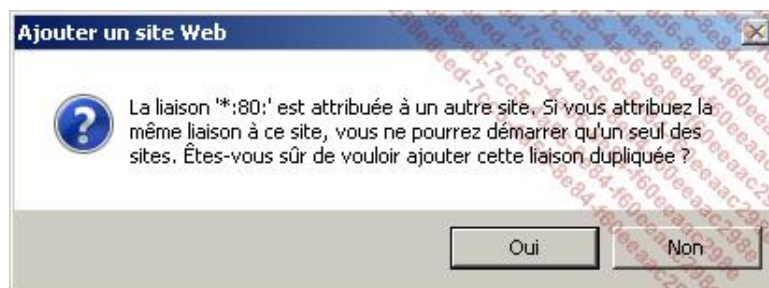 Ajouter un site Web
La liaison '*:80:' est attribuée à un autre site. Si vous attribuez la
même liaison à ce site, vous ne pourrez démarrer qu'un seul des
sites. Êtes-vous sûr de vouloir ajouter cette liaison dupliquée ?
Oui
Non